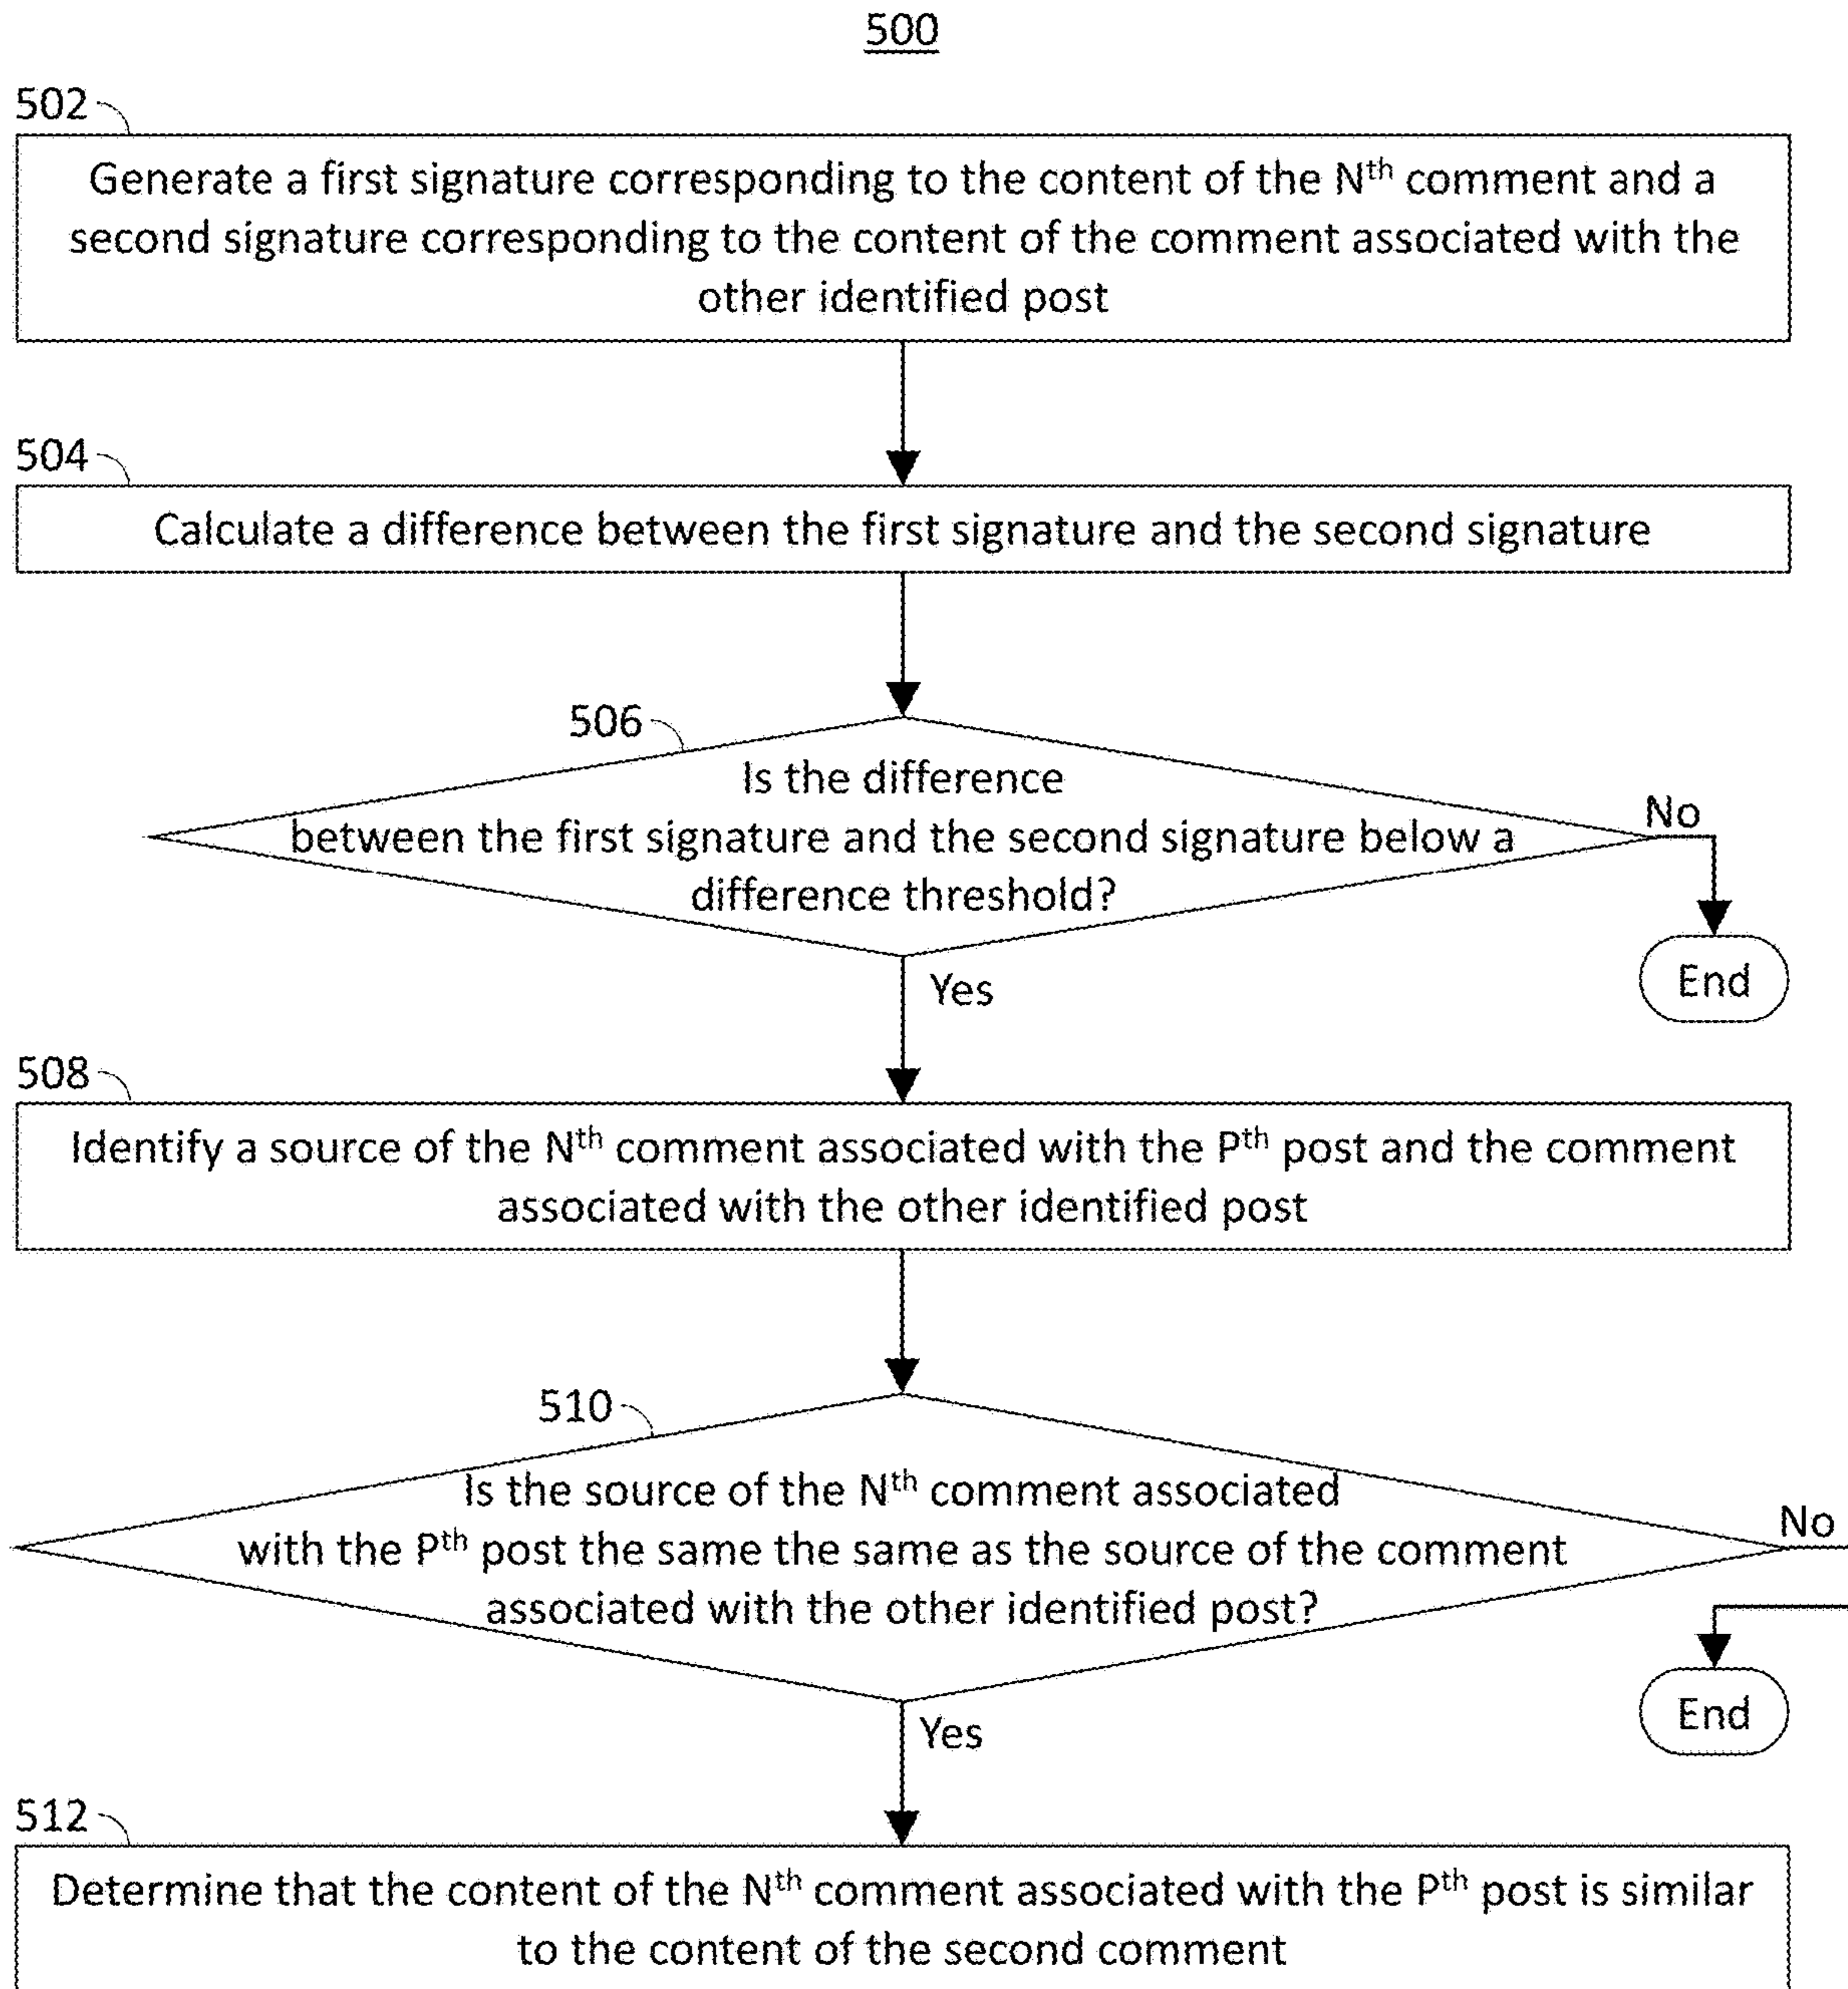 500
502
Generate a first signature corresponding to the content of the Nth comment and a
second signature corresponding to the content of the comment associated with the
other identified post
504
Calculate a difference between the first signature and the second signature
506
Is the difference
between the first signature and the second signature below a
difference threshold?
No
End
Yes
508
Identify a source of the Nth comment associated with the Pth post and the comment
associated with the other identified post
510
Is the source of the Nth comment associated
with the Pth post the same the same as the source of the comment
associated with the other identified post?
No
End
Yes
512
Determine that the content of the Nth comment associated with the Pth post is similar
to the content of the second comment